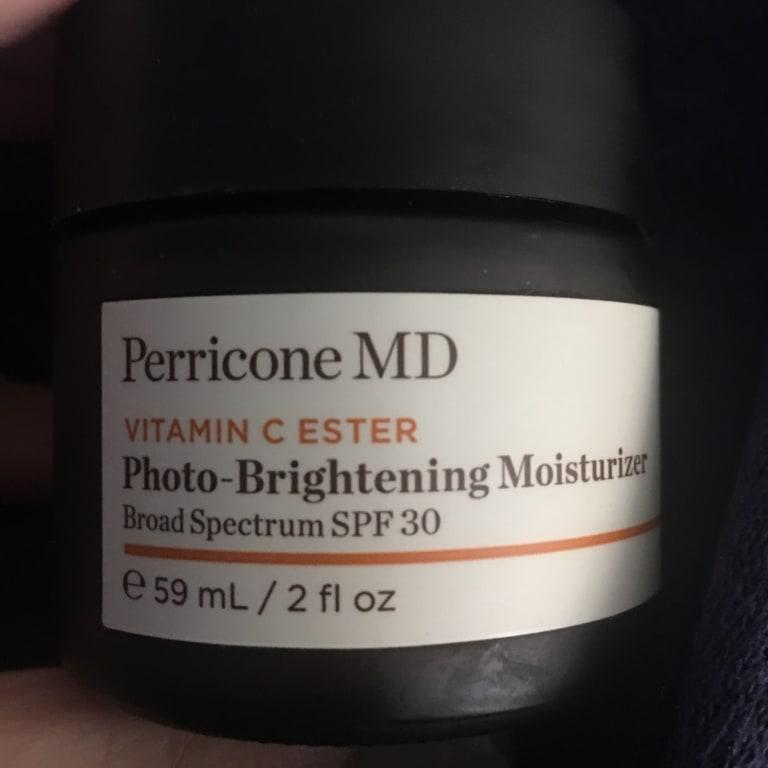 Perricone MD
VITAMIN C ESTER
Photo-Brightening Moisturizer
Broad Spectrum SPF 30
℮ 59 mL / 2 fl oz